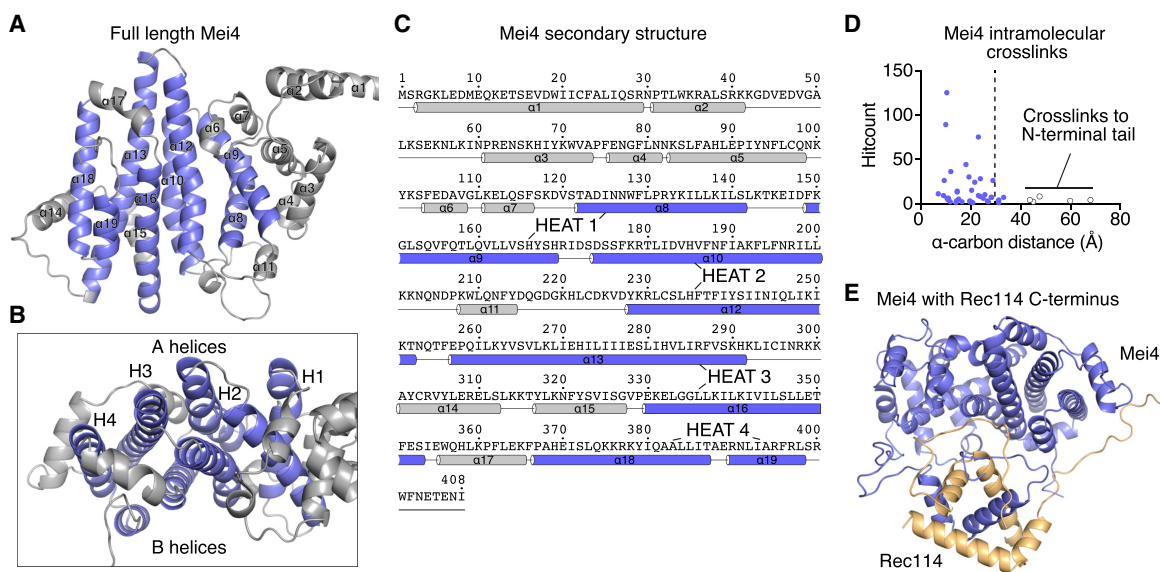 A
Full length Mei4
α2
α1
α17
α7
α6
α12
α13
α9
α5
α18
α10
α3
α16
α4
α14
α19
α8
α15
α11
B
A helices
H3
H1
H2
H4
B helices
C
Mei4 secondary structure
1 10 20 30 40 50
MSRGKLEDMEQKETSEVDWIICFALIQSRNPTLWKRALSRKKGDVEDVGA
α1 α2
60 70 80 90 100
LKSEKNLKINPRENSKHIYKWVAPFENGFLNNKSLFAHLEPIYNFLCQNK
α3 α4 α5
110 120 130 140 150
YKSFEDAVGLKELQSFSKDVSTADINNWFLPRYKILLKILSLKTKEIDFK
α6 α7 α8
HEAT 1
160 170 180 190 200
GLSQVFQTLQVLLVSHYSHRIDSDSSFKRTLIDVHVFNFIAKFLFNRILL
α9 α10
HEAT 2
210 220 230 240 250
KKNQNDPKWLQNFYDQGDGKHLCDKVDYKRLCSLHFTFIYSIINIQLIKI
α11 α12
260 270 280 290 300
KTNQTFEPQILKYVSVLKLIEHILIIIESLIHVLIRFVSKHKLICINRKK
α13
HEAT 3
310 320 330 340 350
AYCRVYLERELSLKKTYLKNFYSVISGVPEKELGGLLKILKIVILSLLET
α14 α15 α16
HEAT 4
360 370 380 390 400
FESIEWQHLKPFLEKFPAHEISLQKKRKYIQAALLITAERNLTARFRLSR
α17 α18 α19
408
WFNETENI
D
Mei4 intramolecular
crosslinks
150
100
50
0
Hitcount
Crosslinks to
N-terminal tail
0 20 40 60 80
α-carbon distance (Å)
E
Mei4 with Rec114 C-terminus
Mei4
Rec114